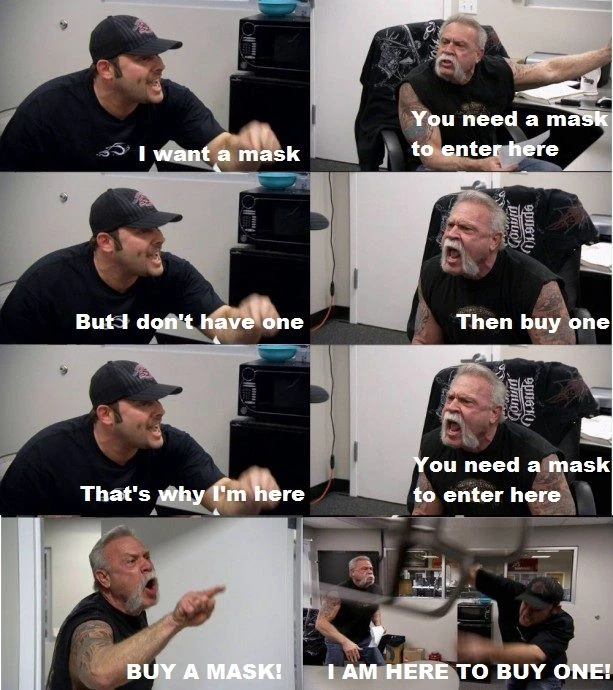 I want a mask
You need a mask
to enter here
But I don't have one
Then buy one
That's why I'm here
You need a mask
to enter here
BUY A MASK!
I AM HERE TO BUY ONE!